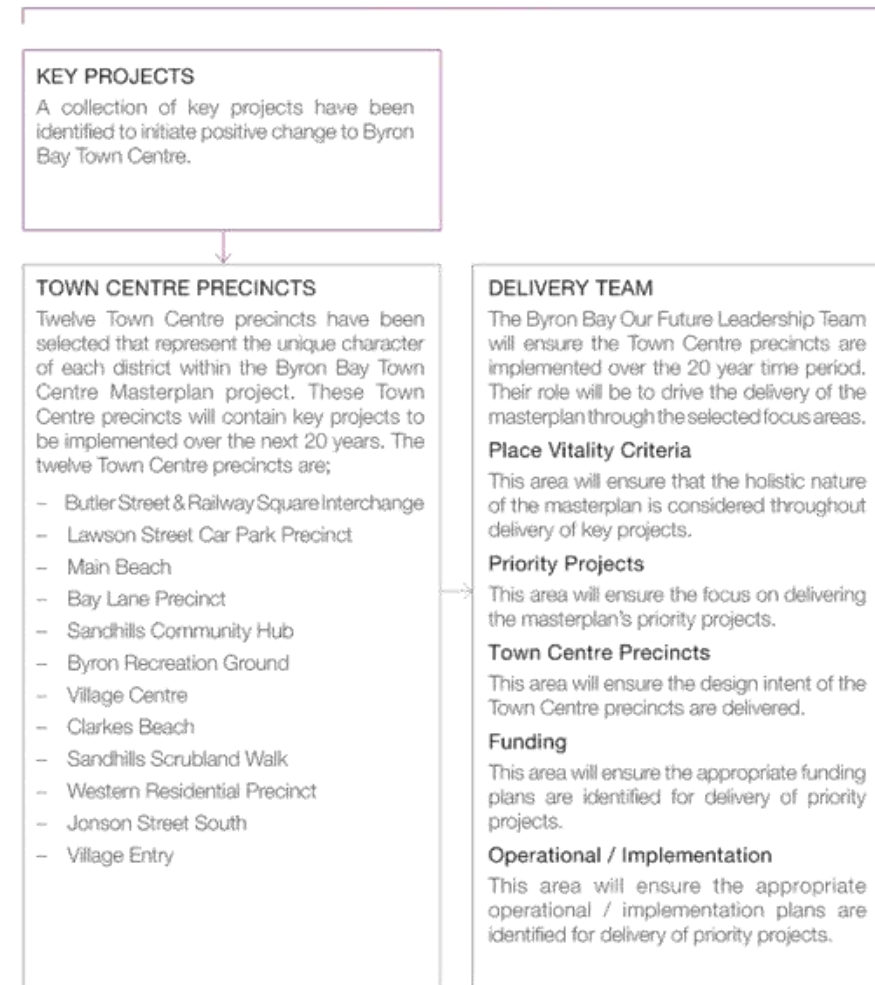 KEY PROJECTS
A collection of key projects have been
identified to initiate positive change to Byron
Bay Town Centre.
TOWN CENTRE PRECINCTS
Twelve Town Centre precincts have been
selected that represent the unique character
of each district within the Byron Bay Town
Centre Masterplan project. These Town
Centre precincts will contain key projects to
be implemented over the next 20 years. The
twelve Town Centre precincts are;
– Butler Street & Railway Square Interchange
– Lawson Street Car Park Precinct
– Main Beach
– Bay Lane Precinct
– Sandhills Community Hub
– Byron Recreation Ground
– Village Centre
– Clarkes Beach
– Sandhills Scrubland Walk
– Western Residential Precinct
– Jonson Street South
– Village Entry
DELIVERY TEAM
The Byron Bay Our Future Leadership Team
will ensure the Town Centre precincts are
implemented over the 20 year time period.
Their role will be to drive the delivery of the
masterplan through the selected focus areas.
Place Vitality Criteria
This area will ensure that the holistic nature
of the masterplan is considered throughout
delivery of key projects.
Priority Projects
This area will ensure the focus on delivering
the masterplan's priority projects.
Town Centre Precincts
This area will ensure the design intent of the
Town Centre precincts are delivered.
Funding
This area will ensure the appropriate funding
plans are identified for delivery of priority
projects.
Operational / Implementation
This area will ensure the appropriate
operational / implementation plans are
identified for delivery of priority projects.